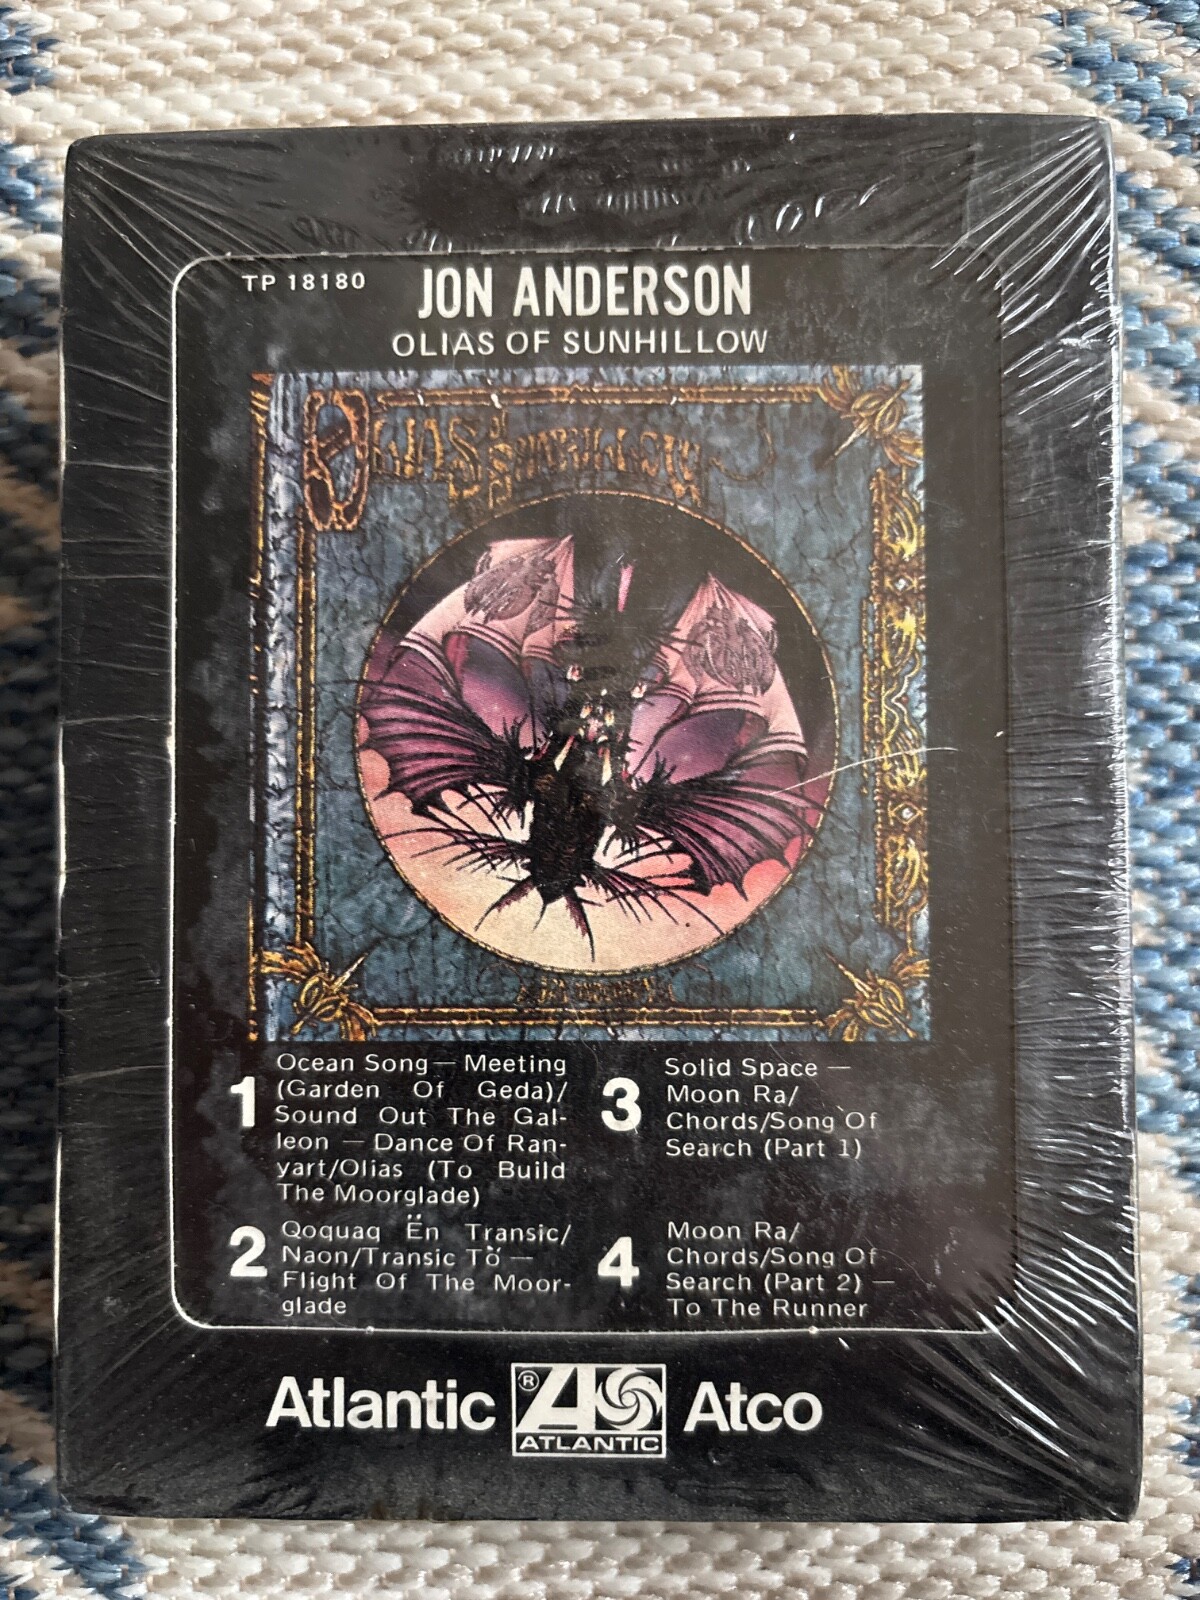 TP 18180
JON ANDERSON
OLIAS OF SUNHILLOW
OLIAS of SUNHILLOW
1
Ocean Song— Meeting
(Garden Of Geda)/
Sound Out The Gal-
leon — Dance Of Ran-
yart/Olias (To Build
The Moorglade)
2
Qoquaq Ën Transic/
Naon/Transic Tö —
Flight Of The Moor-
glade
3
Solid Space —
Moon Ra/
Chords/Song Of
Search (Part 1)
4
Moon Ra/
Chords/Song Of
Search (Part 2) —
To The Runner
Atlantic
®
ATLANTIC
Atco